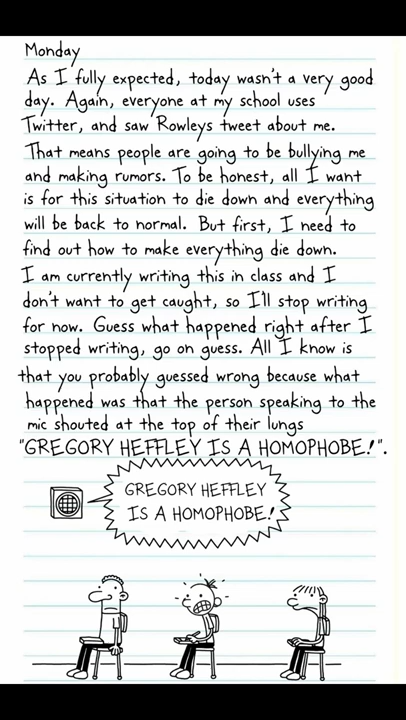 Monday
As I fully expected, today wasn't a very good
day. Again, everyone at my school uses
Twitter, and saw Rowleys tweet about me.
That means people are going to be bullying me
and making rumors. To be honest, all I want
is for this situation to die down and everything
will be back to normal. But first, I need to
find out how to make everything die down.
I am currently writing this in class and I
don't want to get caught, so I'll stop writing
for now. Guess what happened right after I
stopped writing, go on guess. All I know is
that you probably guessed wrong because what
happened was that the person speaking to the
mic shouted at the top of their lungs
"GREGORY HEFFLEY IS A HOMOPHOBE!".
GREGORY HEFFLEY
IS A HOMOPHOBE!